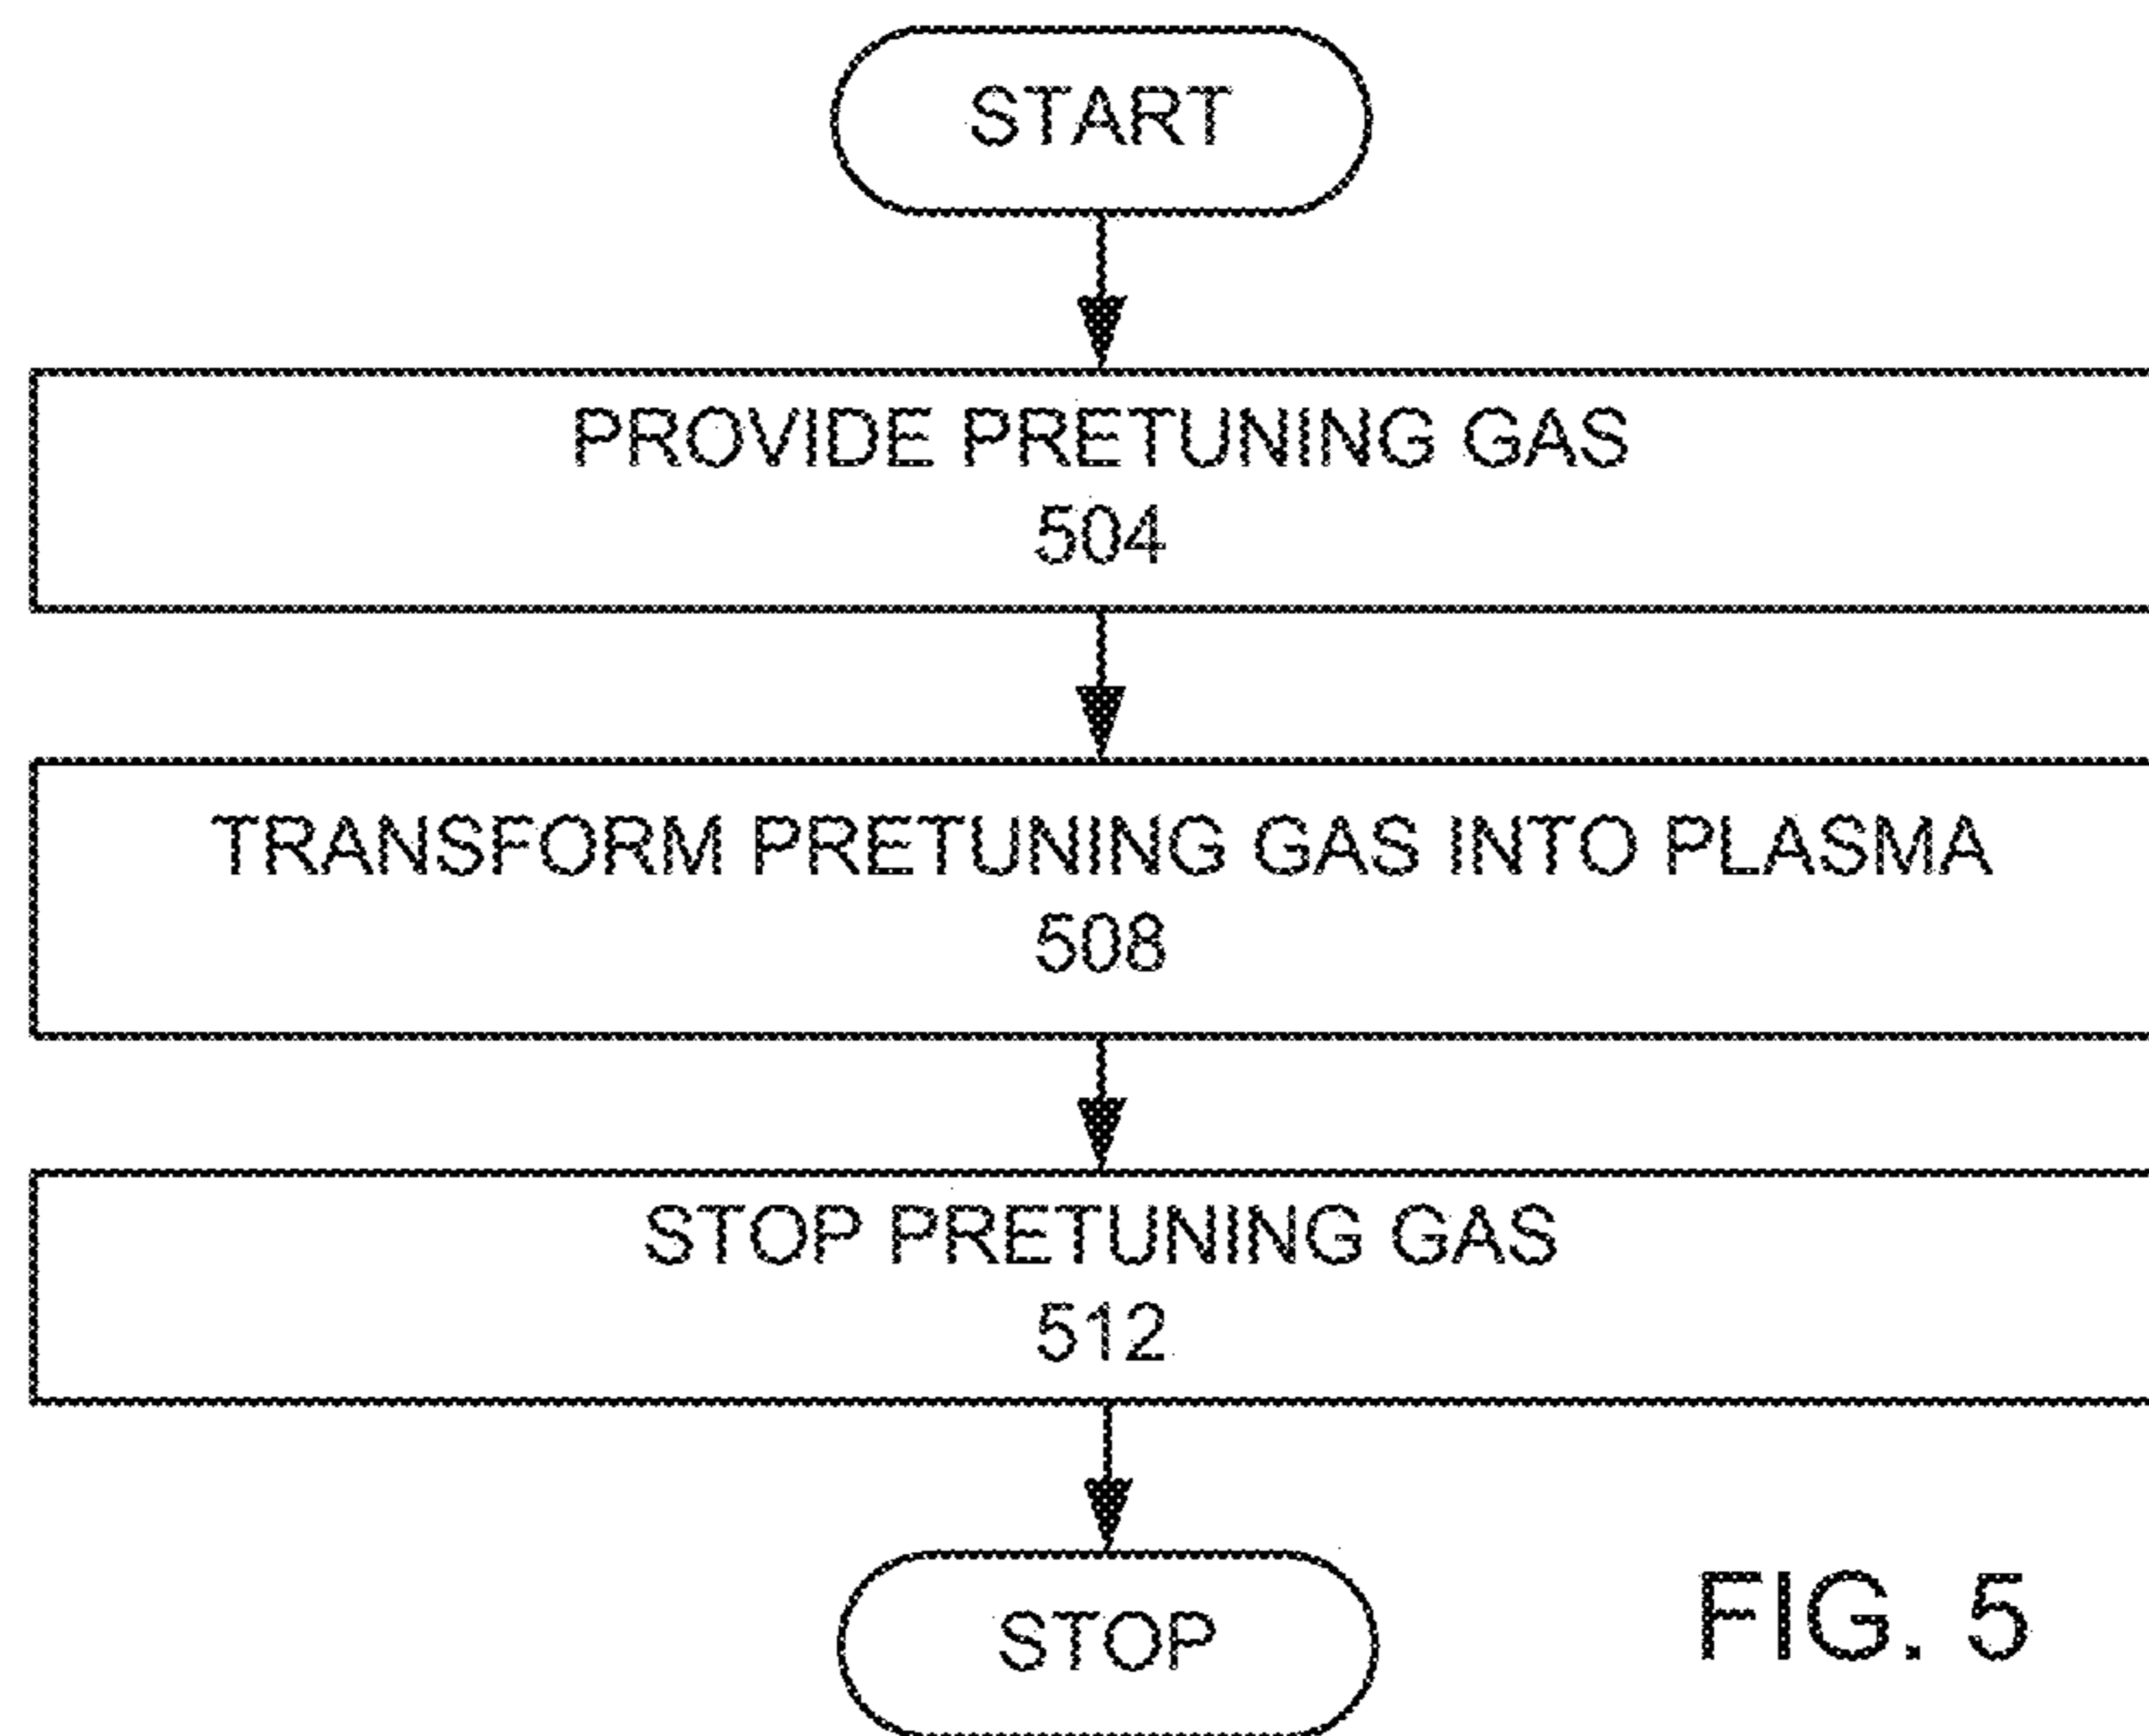 START
PROVIDE PRETUNING GAS
504
TRANSFORM PRETUNING GAS INTO PLASMA
508
STOP PRETUNING GAS
512
STOP
FIG. 5